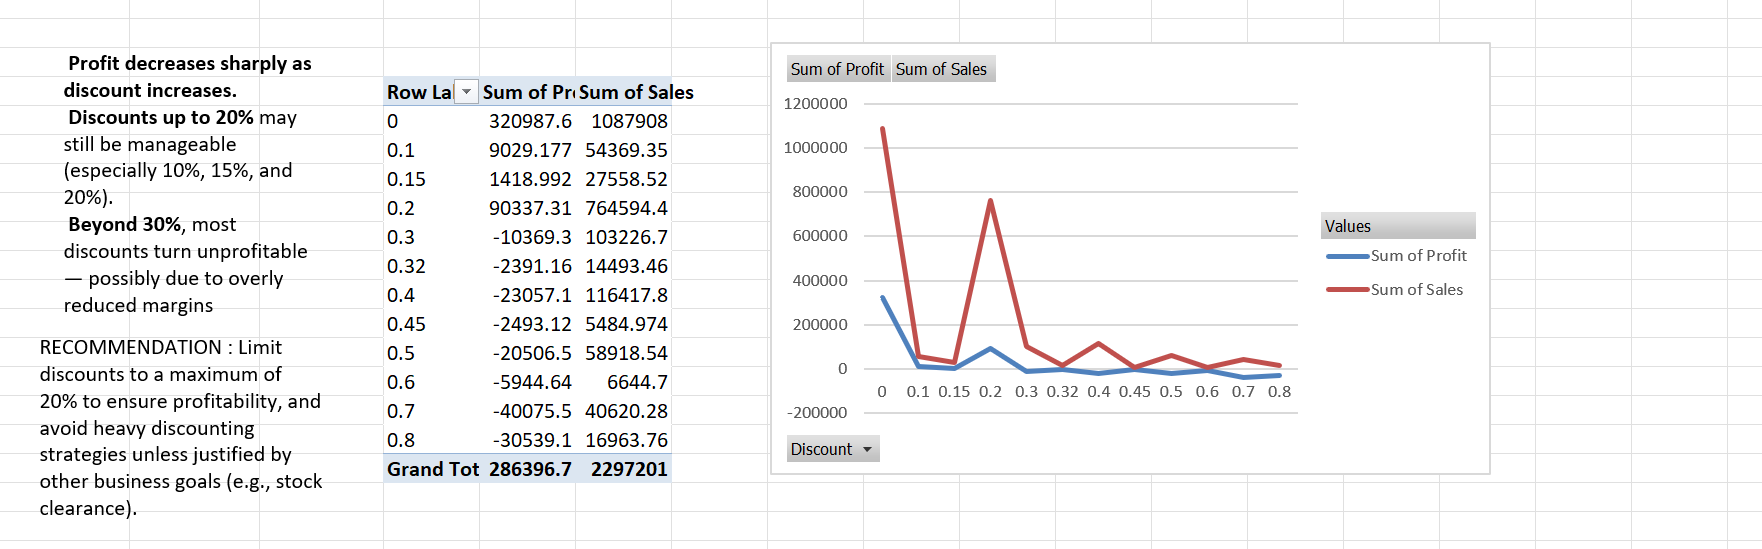 Profit decreases sharply as
discount increases.
Discounts up to 20% may
still be manageable
(especially 10%, 15%, and
20%).
Beyond 30%, most
discounts turn unprofitable
— possibly due to overly
reduced margins
RECOMMENDATION : Limit
discounts to a maximum of
20% to ensure profitability, and
avoid heavy discounting
strategies unless justified by
other business goals (e.g., stock
clearance).
Row La Sum of Pr Sum of Sales
0 320987.6 1087908
0.1 9029.177 54369.35
0.15 1418.992 27558.52
0.2 90337.31 764594.4
0.3 -10369.3 103226.7
0.32 -2391.16 14493.46
0.4 -23057.1 116417.8
0.45 -2493.12 5484.974
0.5 -20506.5 58918.54
0.6 -5944.64 6644.7
0.7 -40075.5 40620.28
0.8 -30539.1 16963.76
Grand Tot 286396.7 2297201
Sum of Profit Sum of Sales
1200000
1000000
800000
600000
400000
200000
0
-200000
0 0.1 0.15 0.2 0.3 0.32 0.4 0.45 0.5 0.6 0.7 0.8
Values
Sum of Profit
Sum of Sales
Discount